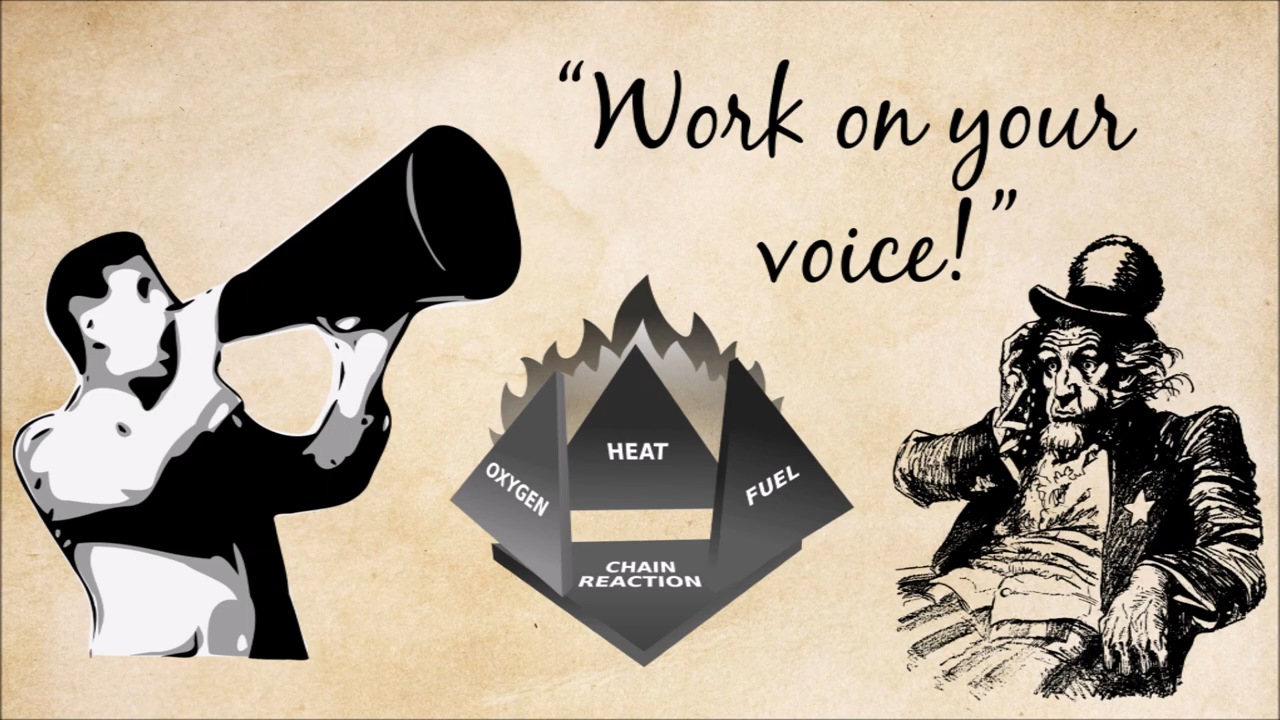 “Work on your
voice!”
HEAT
OXYGEN
FUEL
CHAIN
REACTION